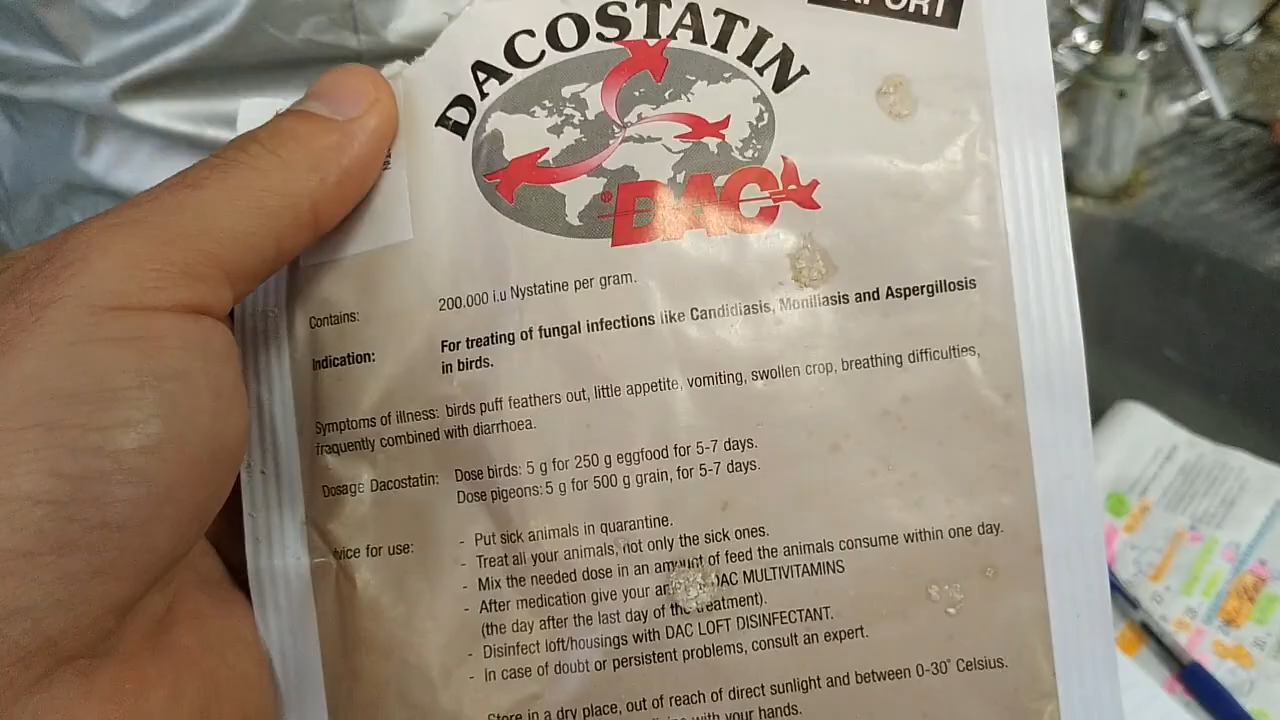 DACOSTATIN
DAC
Contains: 200.000 i.u Nystatine per gram.
Indication: For treating of fungal infections like Candidiasis, Moniliasis and Aspergillosis
in birds.
Symptoms of illness: birds puff feathers out, little appetite, vomiting, swollen crop, breathing difficulties,
fraquently combined with diarrhoea.
Dosage Dacostatin: Dose birds: 5 g for 250 g eggfood for 5-7 days.
Dose pigeons: 5 g for 500 g grain, for 5-7 days.
for use: - Put sick animals in quarantine.
- Treat all your animals, not only the sick ones.
- Mix the needed dose in an amount of feed the animals consume within one day.
- After medication give your DAC MULTIVITAMINS
(the day after the last day of the treatment).
- Disinfect loft/housings with DAC LOFT DISINFECTANT.
- In case of doubt or persistent problems, consult an expert.
Store in a dry place, out of reach of direct sunlight and between 0-30° Celsius.
with your hands.